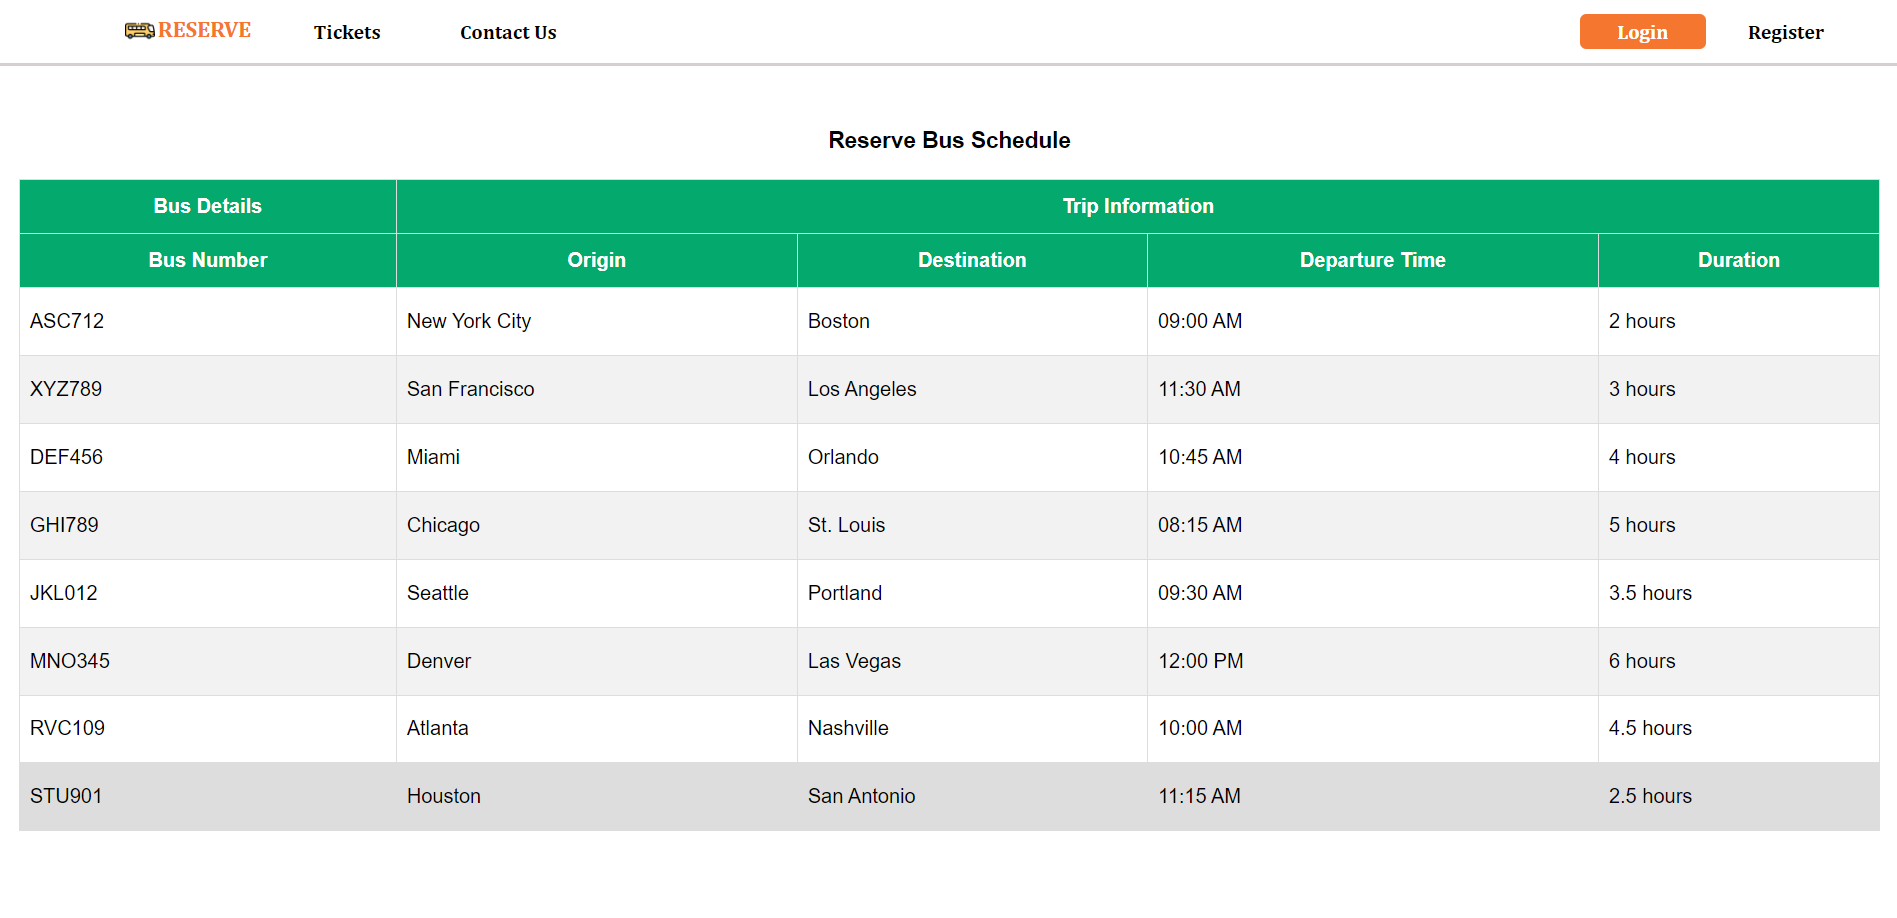 RESERVE Tickets Contact Us Login Register
Reserve Bus Schedule
Bus Details Trip Information
Bus Number Origin Destination Departure Time Duration
ASC712 New York City Boston 09:00 AM 2 hours
XYZ789 San Francisco Los Angeles 11:30 AM 3 hours
DEF456 Miami Orlando 10:45 AM 4 hours
GHI789 Chicago St. Louis 08:15 AM 5 hours
JKL012 Seattle Portland 09:30 AM 3.5 hours
MNO345 Denver Las Vegas 12:00 PM 6 hours
RVC109 Atlanta Nashville 10:00 AM 4.5 hours
STU901 Houston San Antonio 11:15 AM 2.5 hours